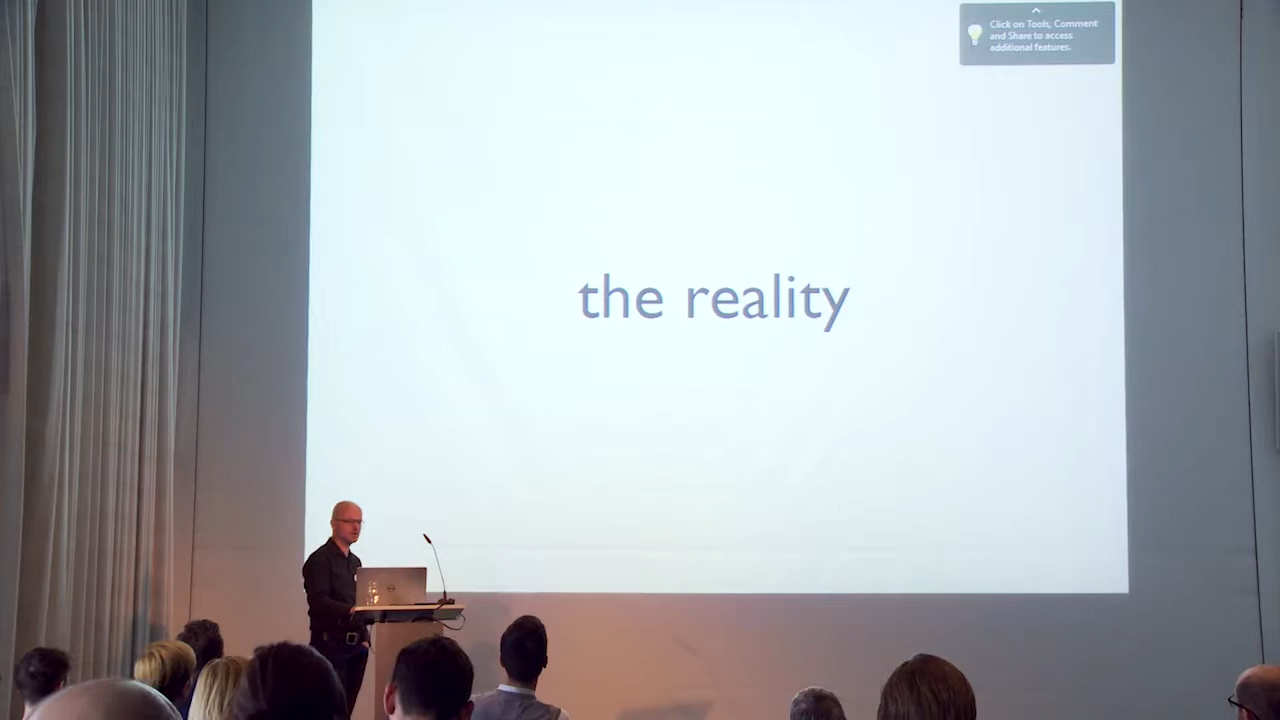 Click on Tools, Comment
and Share to access
additional features.
the reality